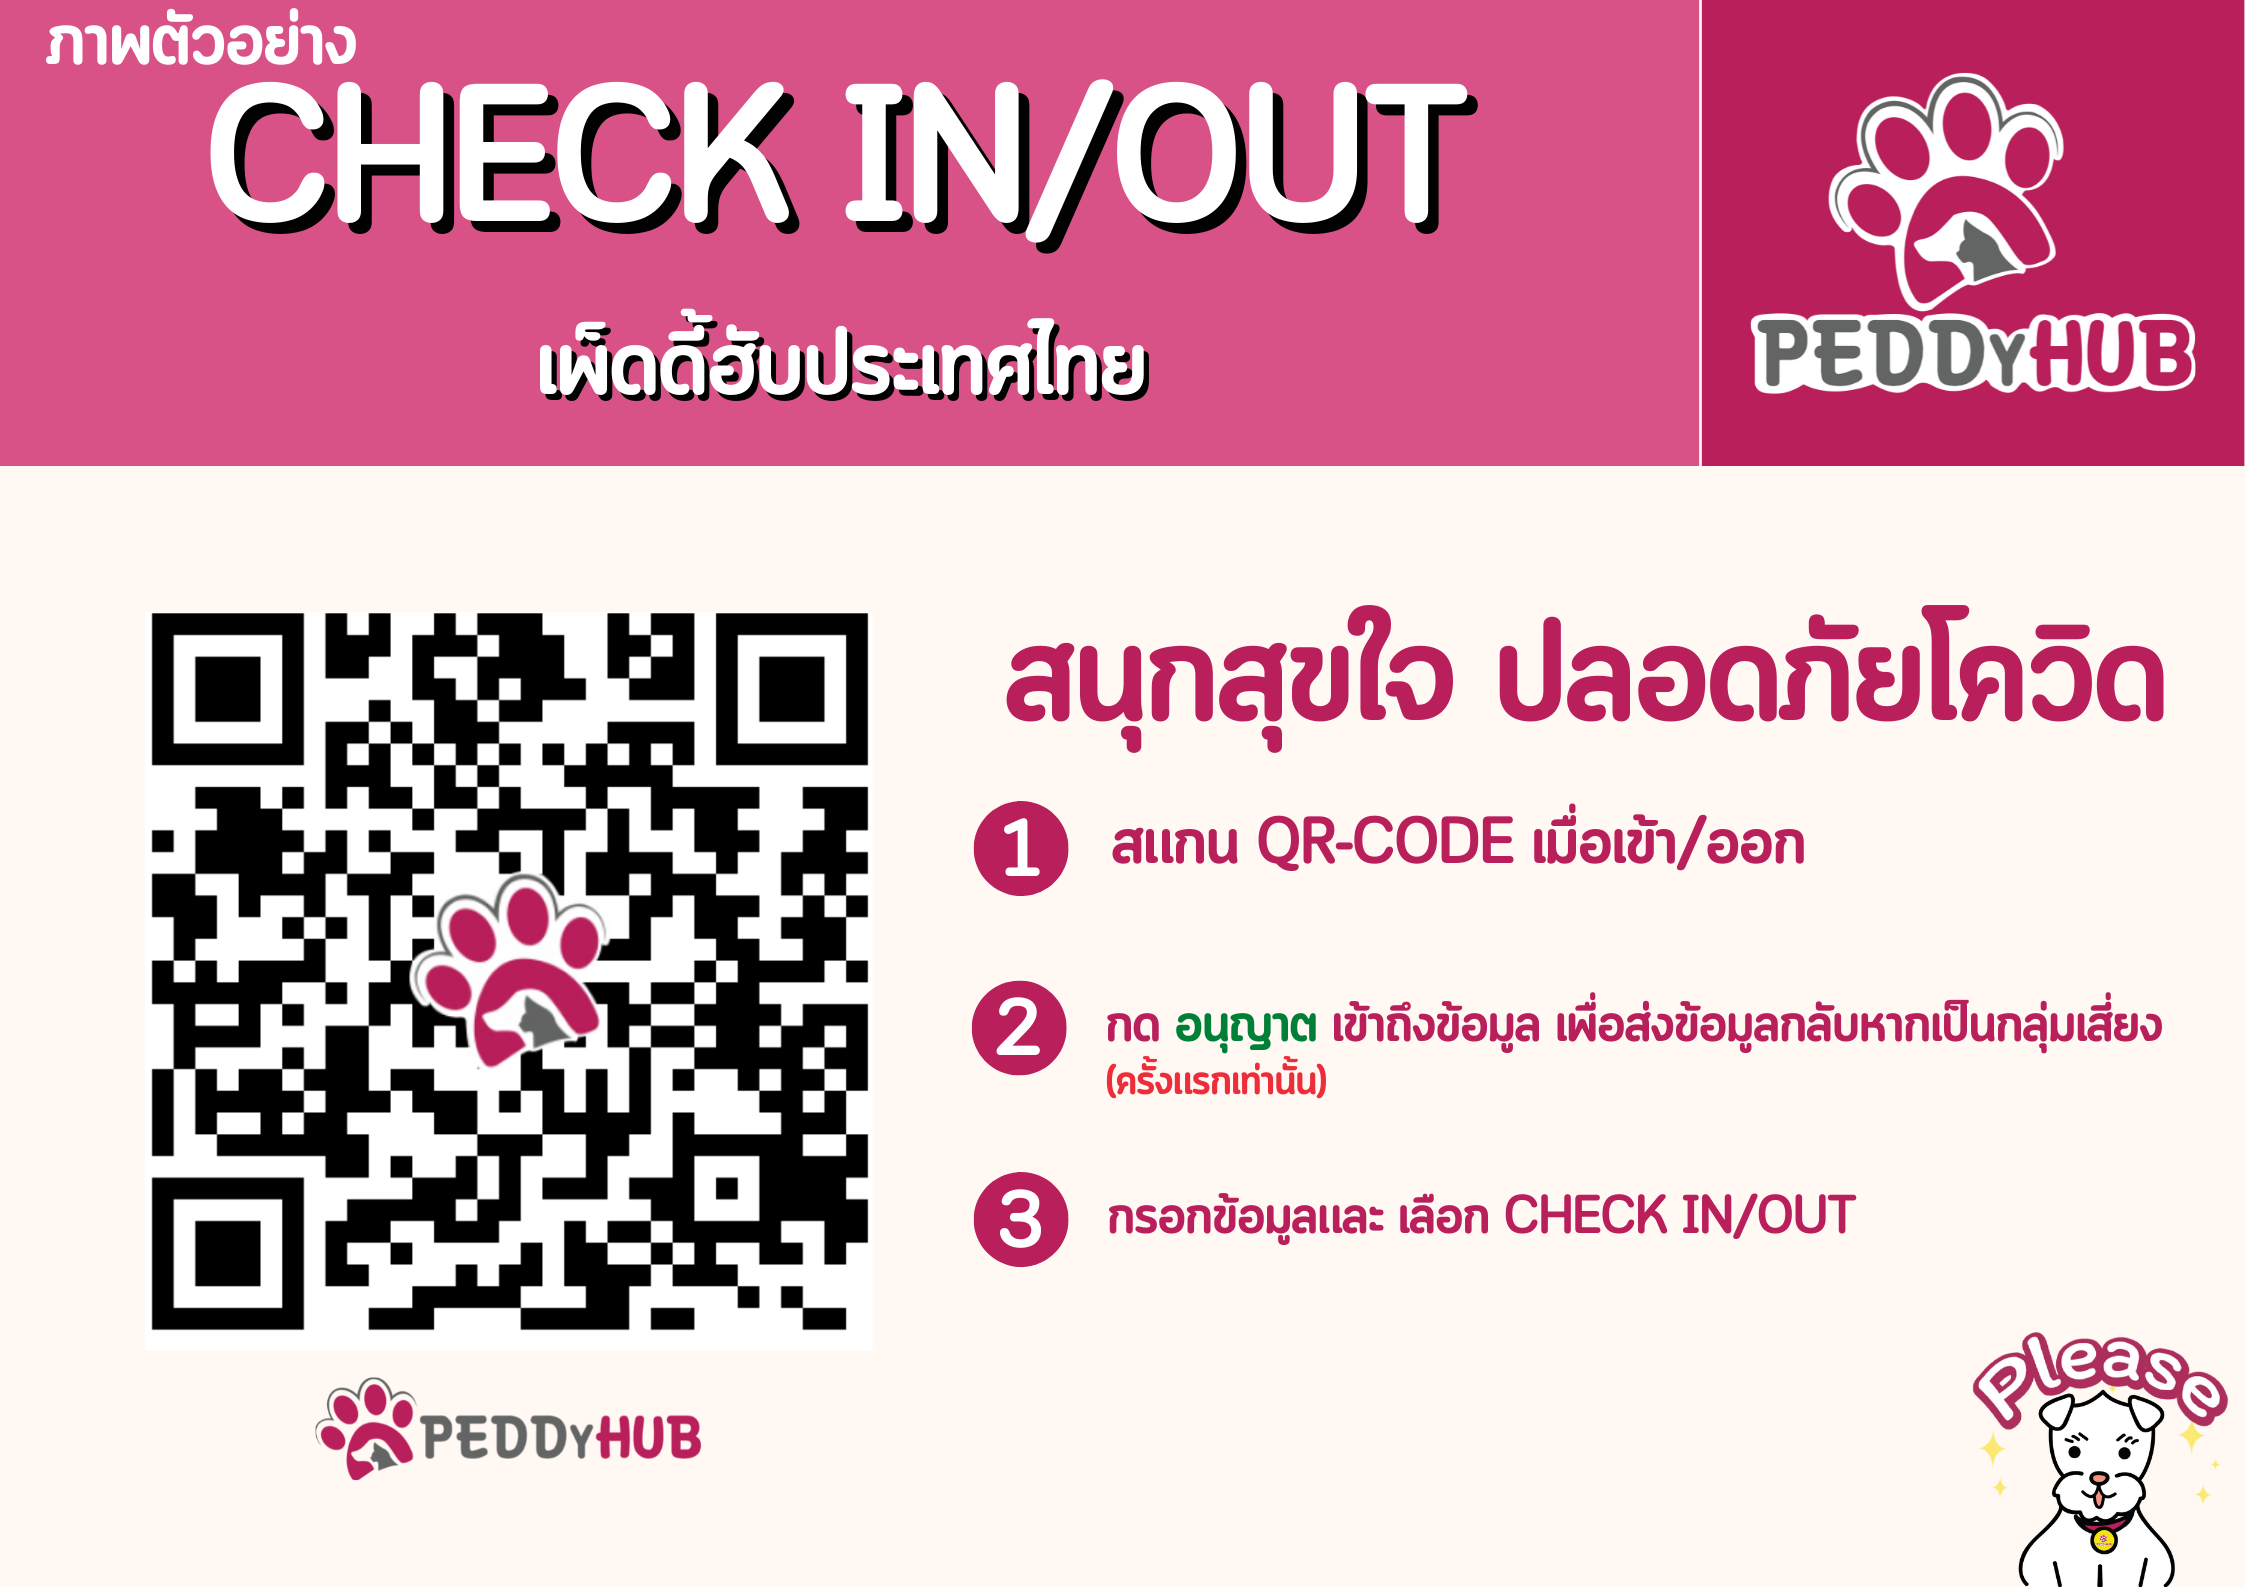 ภาพตัวอย่าง
CHECK IN/OUT
เพ็ดดี้ฮับประเทศไทย
PEDDyHUB
สนุกสุขใจ ปลอดภัยโควิด
1 สแกน QR-CODE เมื่อเข้า/ออก
2 กด อนุญาต เข้าถึงข้อมูล เพื่อส่งข้อมูลกลับหากเป็นกลุ่มเสี่ยง
(ครั้งแรกเท่านั้น)
3 กรอกข้อมูลและ เลือก CHECK IN/OUT
PEDDyHUB
Please